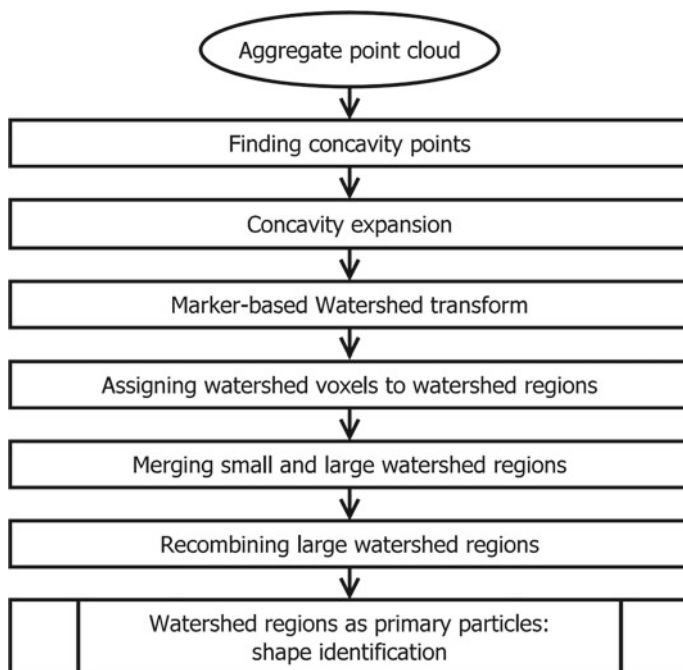 Aggregate point cloud
Finding concavity points
Concavity expansion
Marker-based Watershed transform
Assigning watershed voxels to watershed regions
Merging small and large watershed regions
Recombining large watershed regions
Watershed regions as primary particles:
shape identification